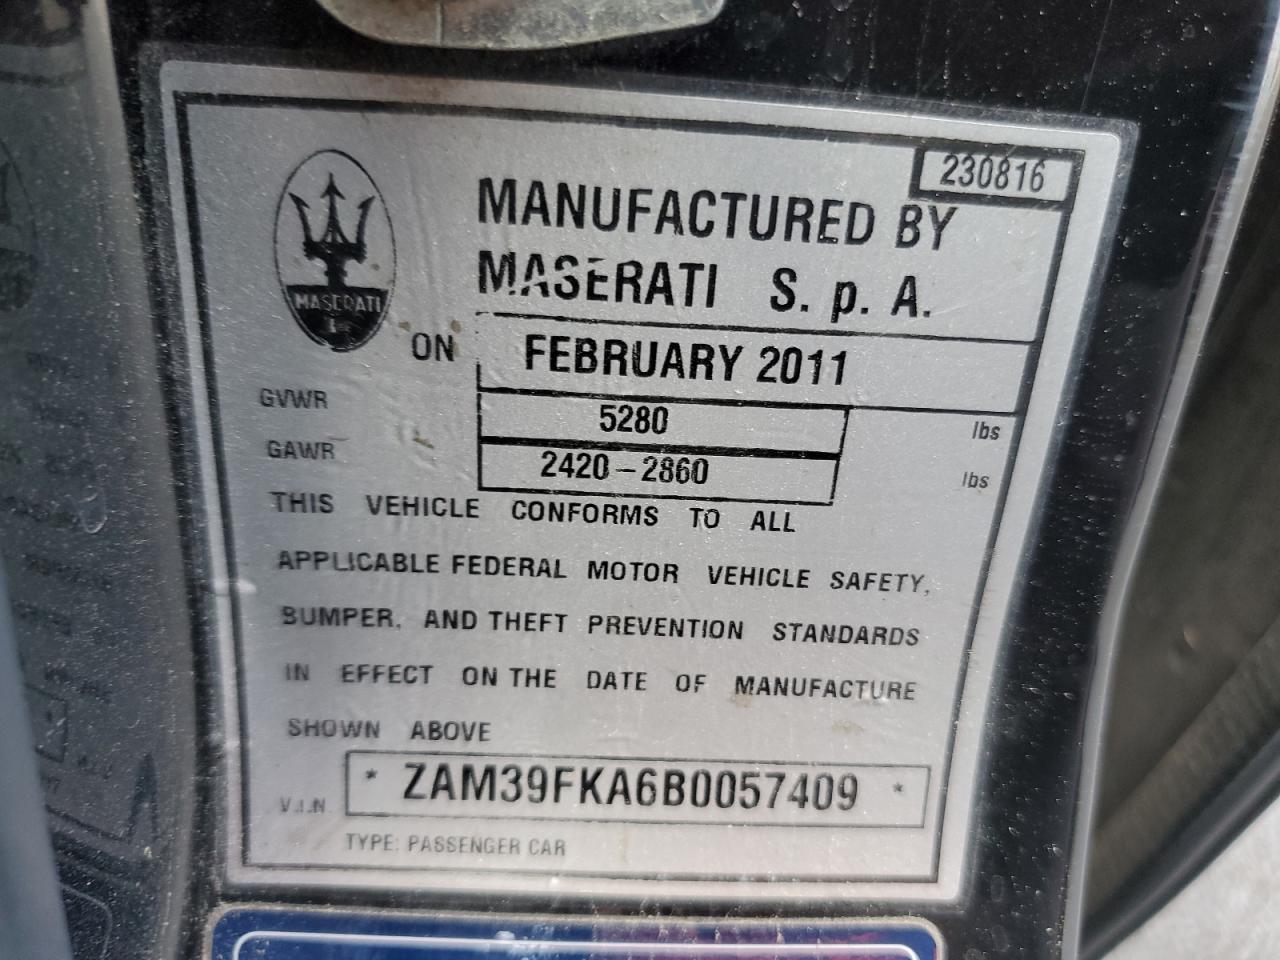 230816
MANUFACTURED BY
MASERATI S. p. A.
MASERATI
ON FEBRUARY 2011
GVWR 5280 lbs
GAWR 2420 – 2860 lbs
THIS VEHICLE CONFORMS TO ALL
APPLICABLE FEDERAL MOTOR VEHICLE SAFETY,
BUMPER, AND THEFT PREVENTION STANDARDS
IN EFFECT ON THE DATE OF MANUFACTURE
SHOWN ABOVE
V.I.N. * ZAM39FKA6B0057409 *
TYPE: PASSENGER CAR